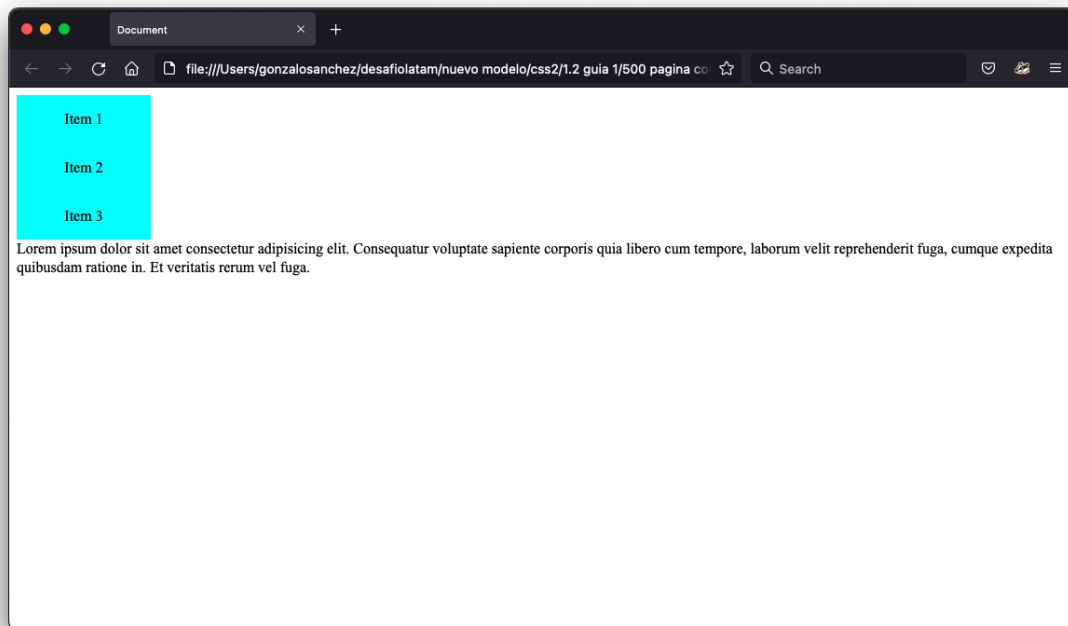 Document
file:///Users/gonzalosanchez/desafiolatam/nuevo modelo/css2/1.2 guia 1/500 pagina co
Search
Item 1
Item 2
Item 3
Lorem ipsum dolor sit amet consectetur adipisicing elit. Consequatur voluptate sapiente corporis quia libero cum tempore, laborum velit reprehenderit fuga, cumque expedita
quibusdam ratione in. Et veritatis rerum vel fuga.